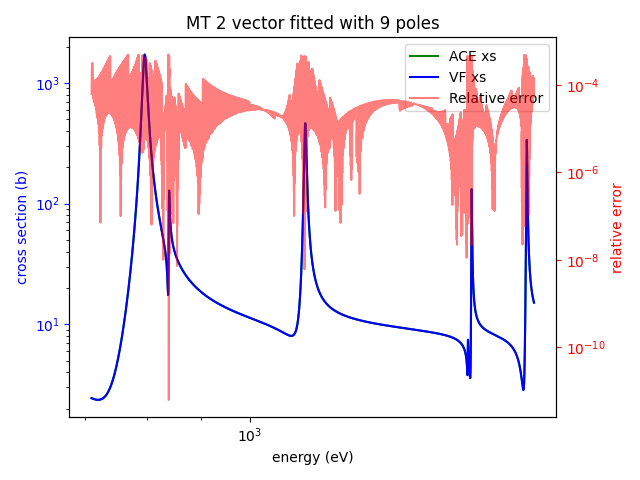 MT 2 vector fitted with 9 poles
ACE xs
VF xs
Relative error
cross section (b)
10³
10²
10¹
relative error
10⁻⁴
10⁻⁶
10⁻⁸
10⁻¹⁰
10³
energy (eV)